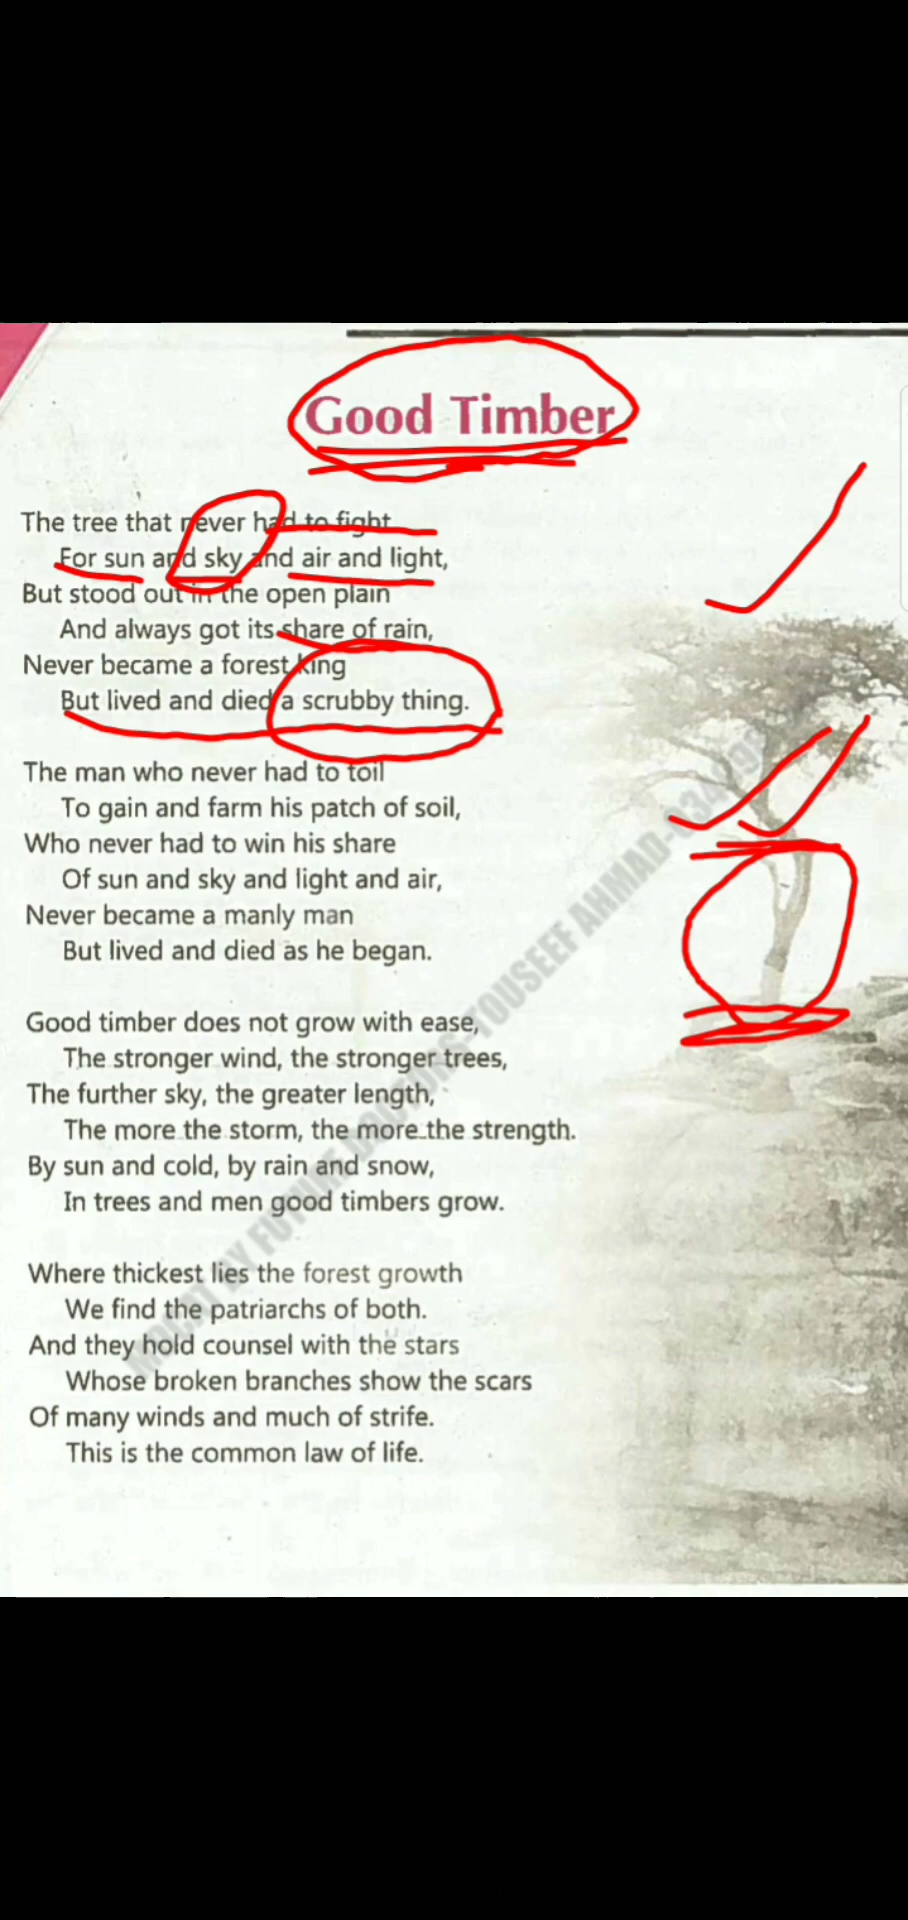 Good Timber
The tree that never had to fight
For sun and sky and air and light,
But stood out in the open plain
And always got its share of rain,
Never became a forest king
But lived and died a scrubby thing.
The man who never had to toil
To gain and farm his patch of soil,
Who never had to win his share
Of sun and sky and light and air,
Never became a manly man
But lived and died as he began.
Good timber does not grow with ease,
The stronger wind, the stronger trees,
The further sky, the greater length,
The more the storm, the more the strength.
By sun and cold, by rain and snow,
In trees and men good timbers grow.
Where thickest lies the forest growth
We find the patriarchs of both.
And they hold counsel with the stars
Whose broken branches show the scars
Of many winds and much of strife.
This is the common law of life.
BY FUTURE DOCTORS-TOUSEEF AHMAD